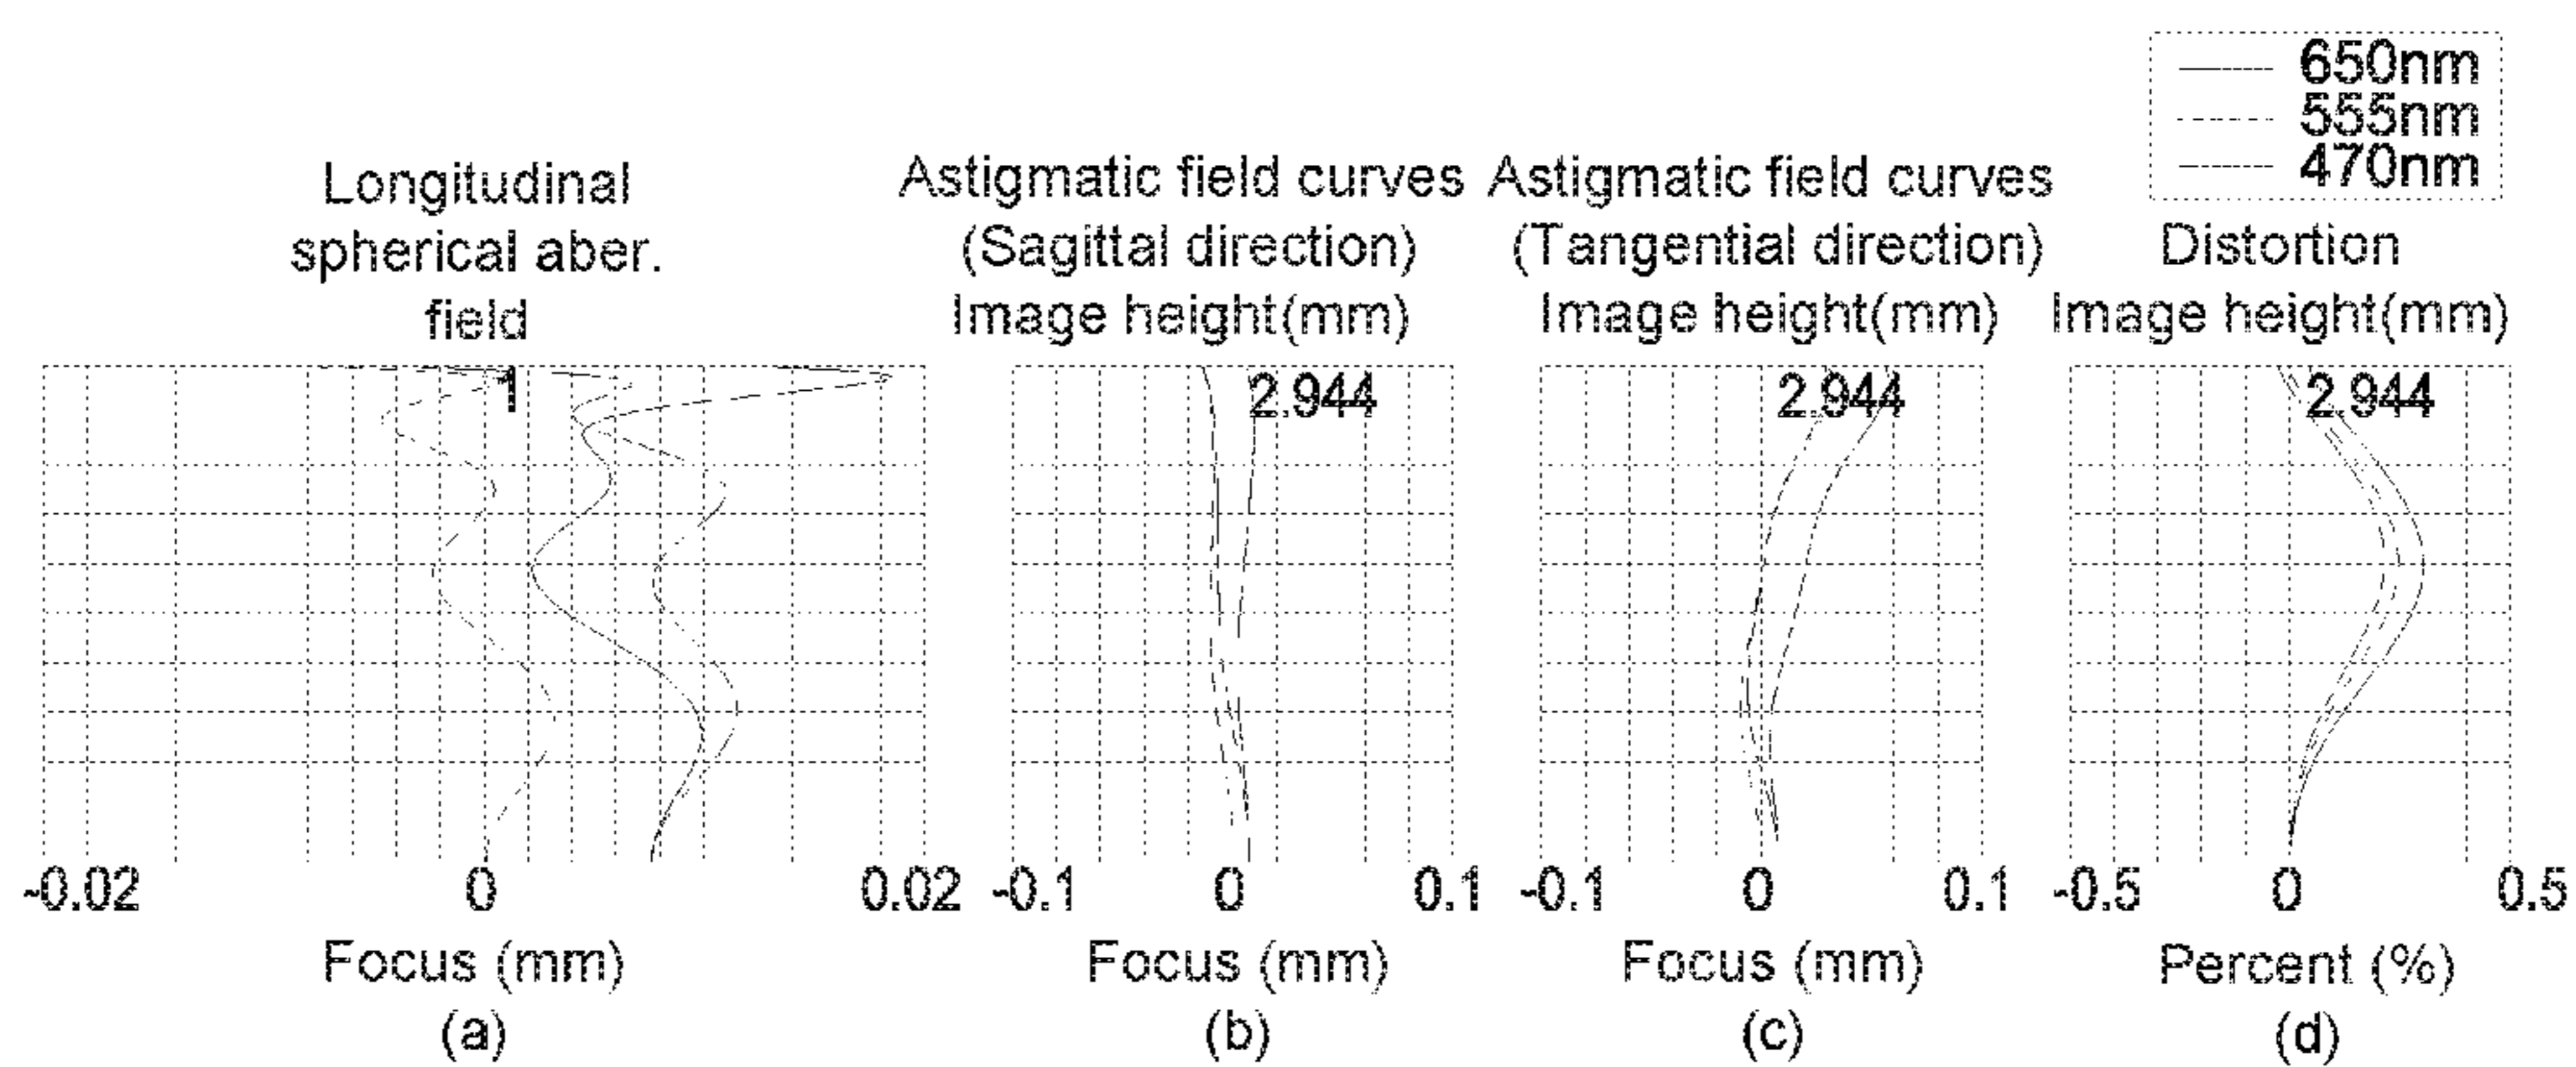 650nm
555nm
470nm
Longitudinal
spherical aber.
field
Astigmatic field curves
(Sagittal direction)
Image height(mm)
Astigmatic field curves
(Tangential direction)
Image height(mm)
Distortion
Image height(mm)
1
2.944
2.944
2.944
-0.02 0 0.02
-0.1 0 0.1
-0.1 0 0.1
-0.5 0 0.5
Focus (mm)
Focus (mm)
Focus (mm)
Percent (%)
(a)
(b)
(c)
(d)